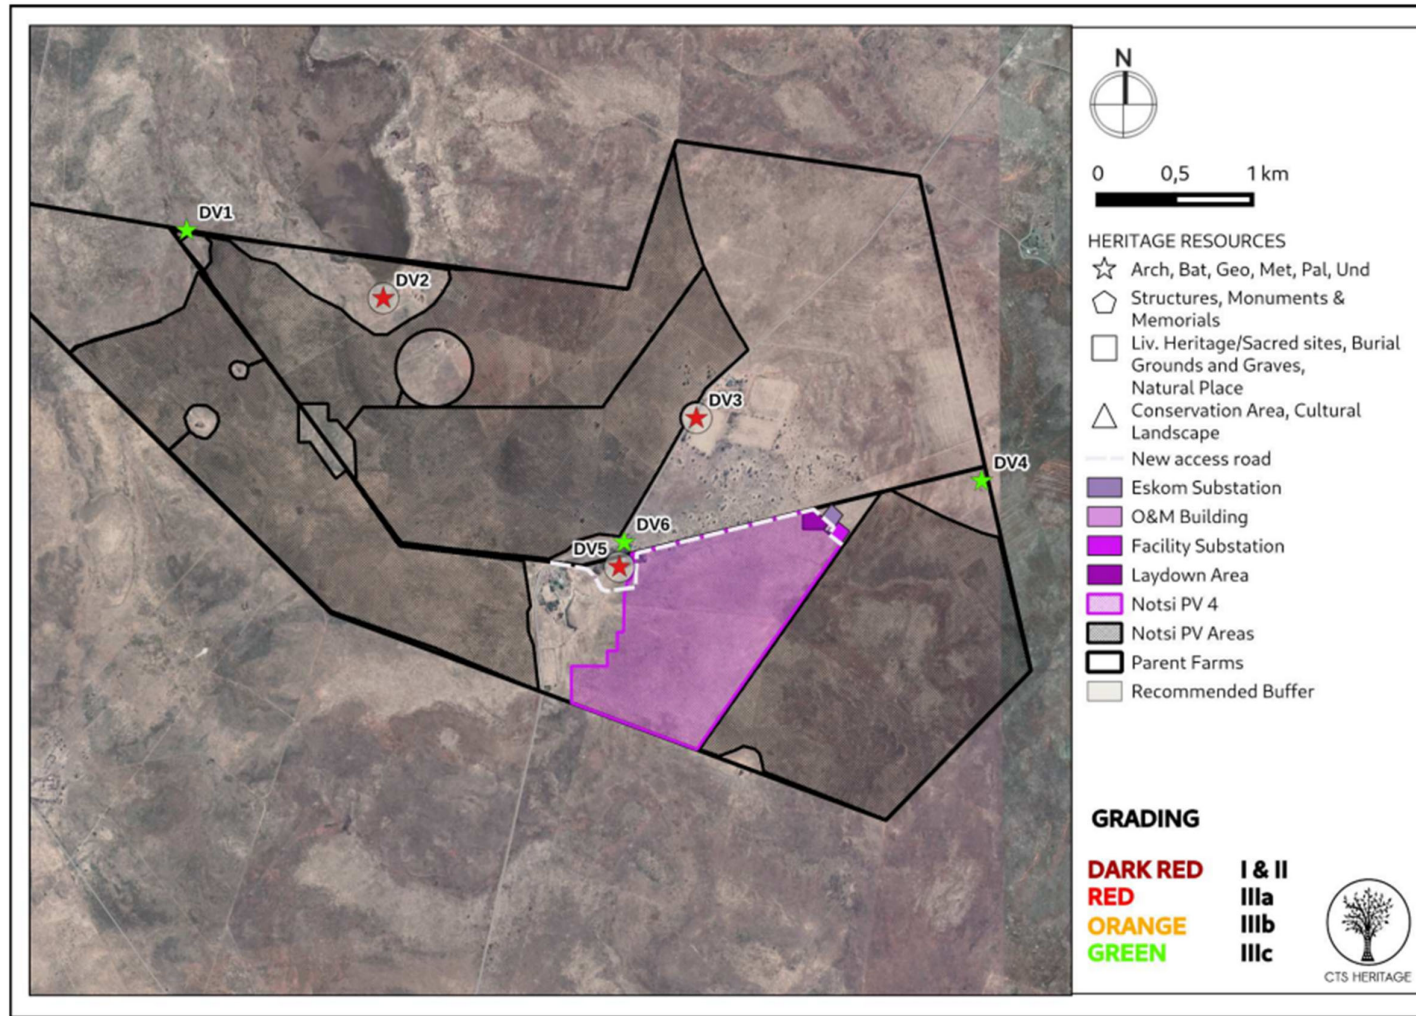 DV1
DV2
DV3
DV4
DV6
DV5
N
0 0,5 1 km
HERITAGE RESOURCES
Arch, Bat, Geo, Met, Pal, Und
Structures, Monuments &
Memorials
Liv. Heritage/Sacred sites, Burial
Grounds and Graves,
Natural Place
Conservation Area, Cultural
Landscape
New access road
Eskom Substation
O&M Building
Facility Substation
Laydown Area
Notsi PV 4
Notsi PV Areas
Parent Farms
Recommended Buffer
GRADING
DARK RED I & II
RED IIIa
ORANGE IIIb
GREEN IIIc
CTS HERITAGE